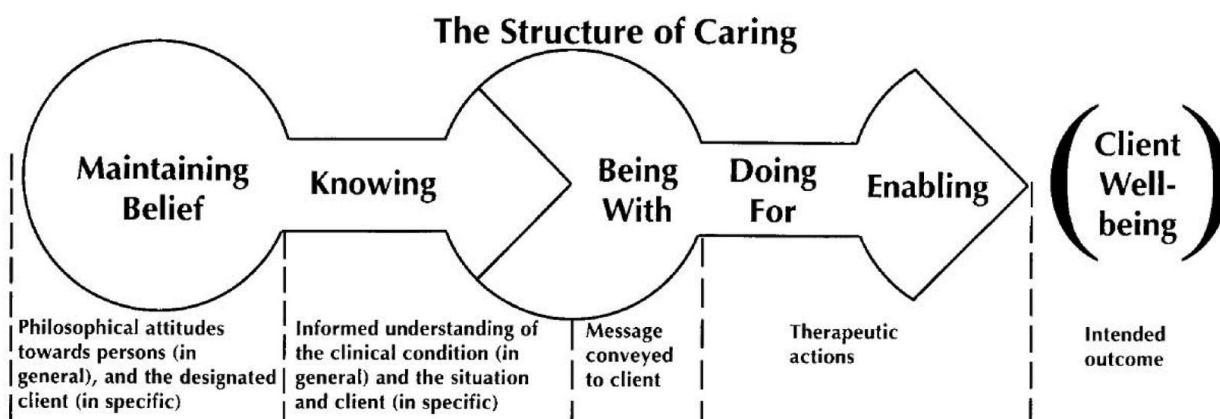 The Structure of Caring
Maintaining
Belief
Knowing
Being
With
Doing
For
Enabling
Client
Well-
being
Philosophical attitudes
towards persons (in
general), and the designated
client (in specific)
Informed understanding of
the clinical condition (in
general) and the situation
and client (in specific)
Message
conveyed
to client
Therapeutic
actions
Intended
outcome